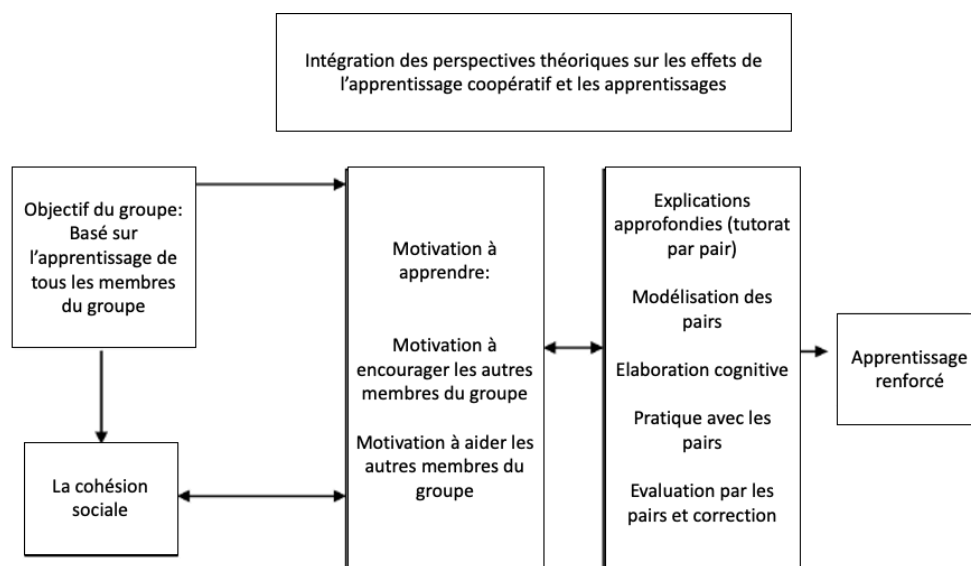 Intégration des perspectives théoriques sur les effets de
l’apprentissage coopératif et les apprentissages
Objectif du groupe:
Basé sur
l’apprentissage de
tous les membres
du groupe
La cohésion
sociale
Motivation à
apprendre:
Motivation à
encourager les autres
membres du groupe
Motivation à aider les
autres membres du
groupe
Explications
approfondies (tutorat
par pair)
Modélisation des
pairs
Elaboration cognitive
Pratique avec les
pairs
Evaluation par les
pairs et correction
Apprentissage
renforcé